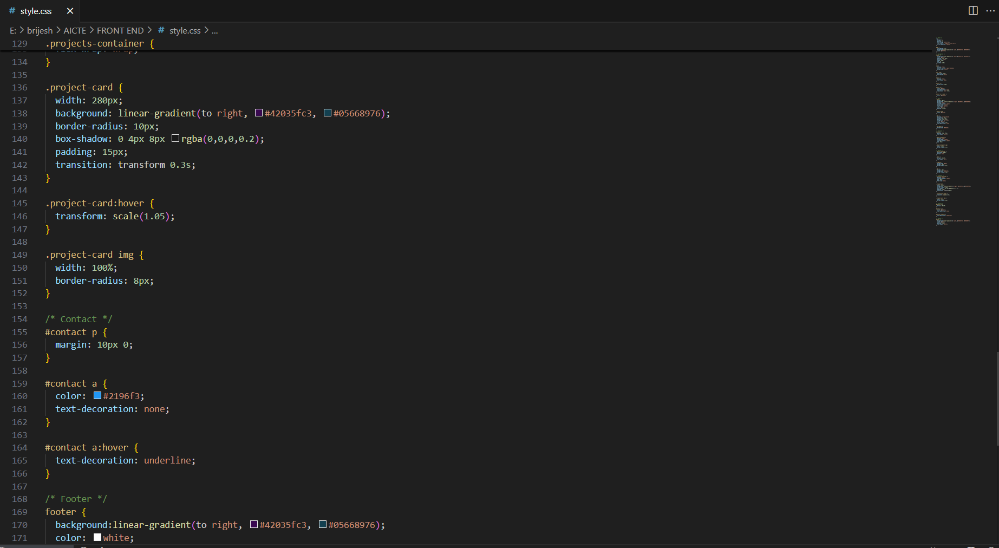 # style.css ×
E: > brijesh > AICTE > FRONT END > # style.css > ...
129 .projects-container {
134 }
135
136 .project-card {
137 width: 280px;
138 background: linear-gradient(to right, #42035fc3, #05668976);
139 border-radius: 10px;
140 box-shadow: 0 4px 8px rgba(0,0,0,0.2);
141 padding: 15px;
142 transition: transform 0.3s;
143 }
144
145 .project-card:hover {
146 transform: scale(1.05);
147 }
148
149 .project-card img {
150 width: 100%;
151 border-radius: 8px;
152 }
153
154 /* Contact */
155 #contact p {
156 margin: 10px 0;
157 }
158
159 #contact a {
160 color: #2196f3;
161 text-decoration: none;
162 }
163
164 #contact a:hover {
165 text-decoration: underline;
166 }
167
168 /* Footer */
169 footer {
170 background:linear-gradient(to right, #42035fc3, #05668976);
171 color: white;